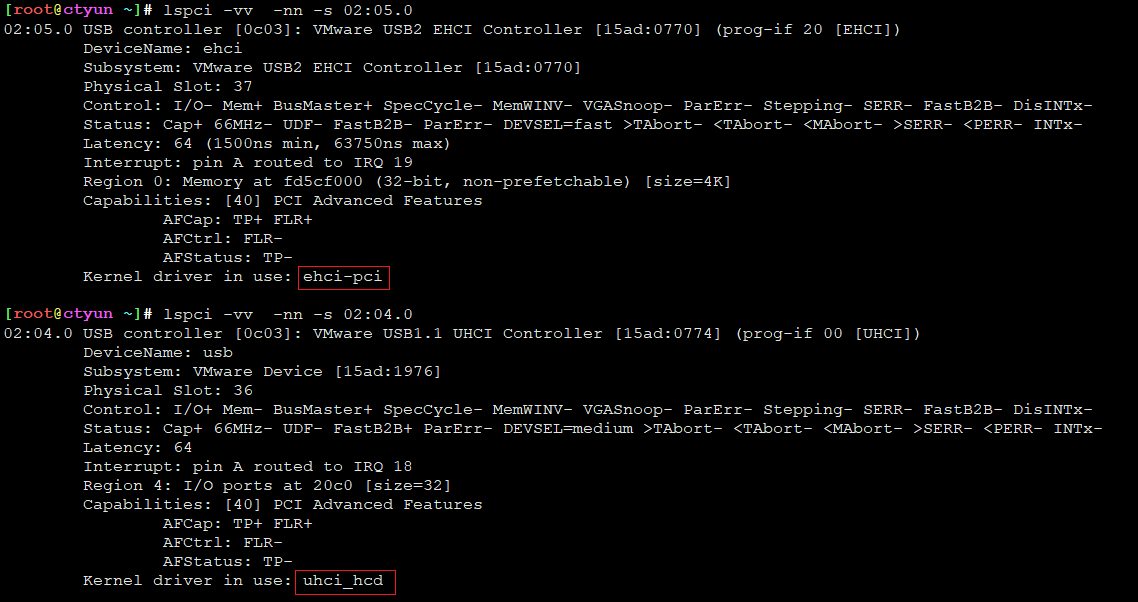 [root@ctyun ~]# lspci -vv  -nn -s 02:05.0
02:05.0 USB controller [0c03]: VMware USB2 EHCI Controller [15ad:0770] (prog-if 20 [EHCI])
DeviceName: ehci
Subsystem: VMware USB2 EHCI Controller [15ad:0770]
Physical Slot: 37
Control: I/O- Mem+ BusMaster+ SpecCycle- MemWINV- VGASnoop- ParErr- Stepping- SERR- FastB2B- DisINTx-
Status: Cap+ 66MHz- UDF- FastB2B- ParErr- DEVSEL=fast >TAbort- <TAbort- <MAbort- >SERR- <PERR- INTx-
Latency: 64 (1500ns min, 63750ns max)
Interrupt: pin A routed to IRQ 19
Region 0: Memory at fd5cf000 (32-bit, non-prefetchable) [size=4K]
Capabilities: [40] PCI Advanced Features
AFCap: TP+ FLR+
AFCtrl: FLR-
AFStatus: TP-
Kernel driver in use: ehci-pci
[root@ctyun ~]# lspci -vv  -nn -s 02:04.0
02:04.0 USB controller [0c03]: VMware USB1.1 UHCI Controller [15ad:0774] (prog-if 00 [UHCI])
DeviceName: usb
Subsystem: VMware Device [15ad:1976]
Physical Slot: 36
Control: I/O+ Mem- BusMaster+ SpecCycle- MemWINV- VGASnoop- ParErr- Stepping- SERR- FastB2B- DisINTx-
Status: Cap+ 66MHz- UDF- FastB2B+ ParErr- DEVSEL=medium >TAbort- <TAbort- <MAbort- >SERR- <PERR- INTx-
Latency: 64
Interrupt: pin A routed to IRQ 18
Region 4: I/O ports at 20c0 [size=32]
Capabilities: [40] PCI Advanced Features
AFCap: TP+ FLR+
AFCtrl: FLR-
AFStatus: TP-
Kernel driver in use: uhci_hcd